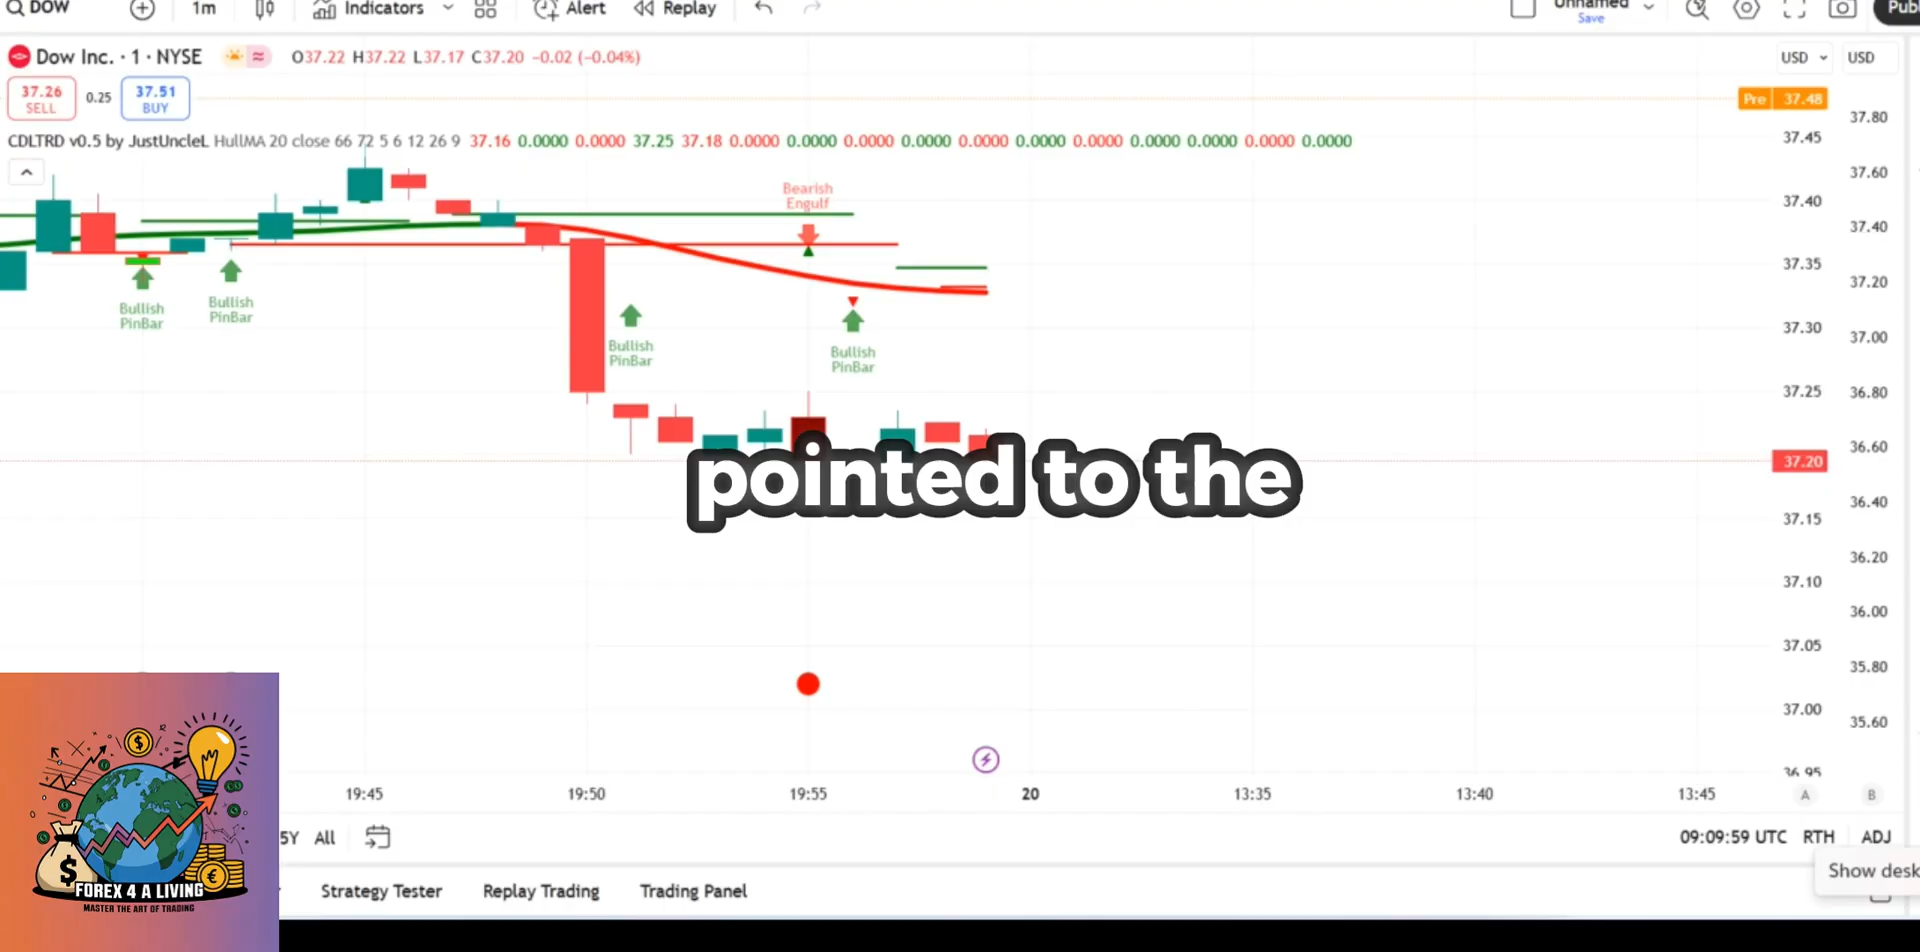 DOW
1m
Indicators
Alert
Replay
Unnamed
Save
Publ
Dow Inc. · 1 · NYSE
O37.22 H37.22 L37.17 C37.20 −0.02 (−0.04%)
USD
USD
37.26
SELL
0.25
37.51
BUY
Pre 37.48
CDLTRD v0.5 by JustUncleL HullMA 20 close 66 72 5 6 12 26 9 37.16 0.0000 0.0000 37.25 37.18 0.0000 0.0000 0.0000 0.0000 0.0000 0.0000 0.0000 0.0000 0.0000 0.0000 0.0000
Bearish
Engulf
Bullish
PinBar
Bullish
PinBar
Bullish
PinBar
Bullish
PinBar
37.45
37.40
37.35
37.30
37.25
37.20
37.15
37.10
37.05
37.00
36.95
37.80
37.60
37.40
37.20
37.00
36.80
36.60
36.40
36.20
36.00
35.80
35.60
pointed to the
19:45
19:50
19:55
20
13:35
13:40
13:45
A
B
5Y
All
09:09:59 UTC
RTH
ADJ
Show desk
Strategy Tester
Replay Trading
Trading Panel
FOREX 4 A LIVING
MASTER THE ART OF TRADING